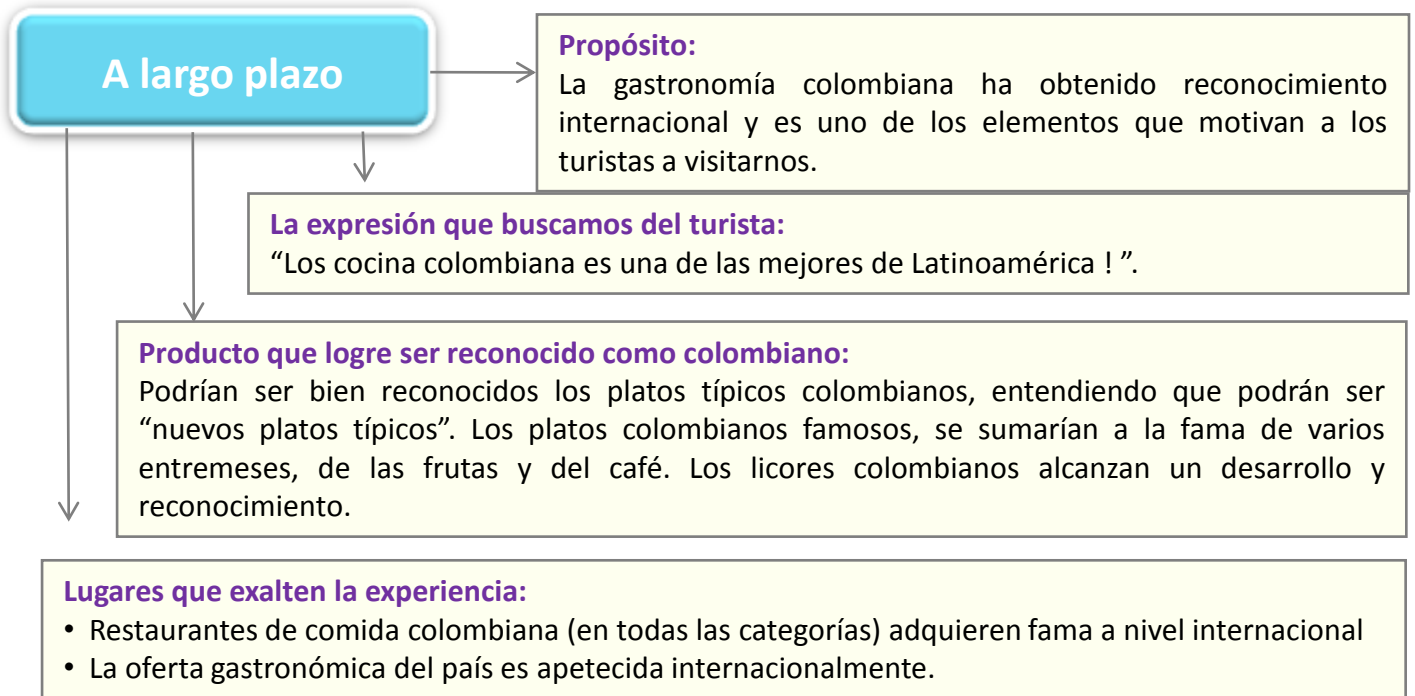 A largo plazo
Propósito:
La gastronomía colombiana ha obtenido reconocimiento
internacional y es uno de los elementos que motivan a los
turistas a visitarnos.
La expresión que buscamos del turista:
“Los cocina colombiana es una de las mejores de Latinoamérica ! ”.
Producto que logre ser reconocido como colombiano:
Podrían ser bien reconocidos los platos típicos colombianos, entendiendo que podrán ser
“nuevos platos típicos”. Los platos colombianos famosos, se sumarían a la fama de varios
entremeses, de las frutas y del café. Los licores colombianos alcanzan un desarrollo y
reconocimiento.
Lugares que exalten la experiencia:
• Restaurantes de comida colombiana (en todas las categorías) adquieren fama a nivel internacional
• La oferta gastronómica del país es apetecida internacionalmente.